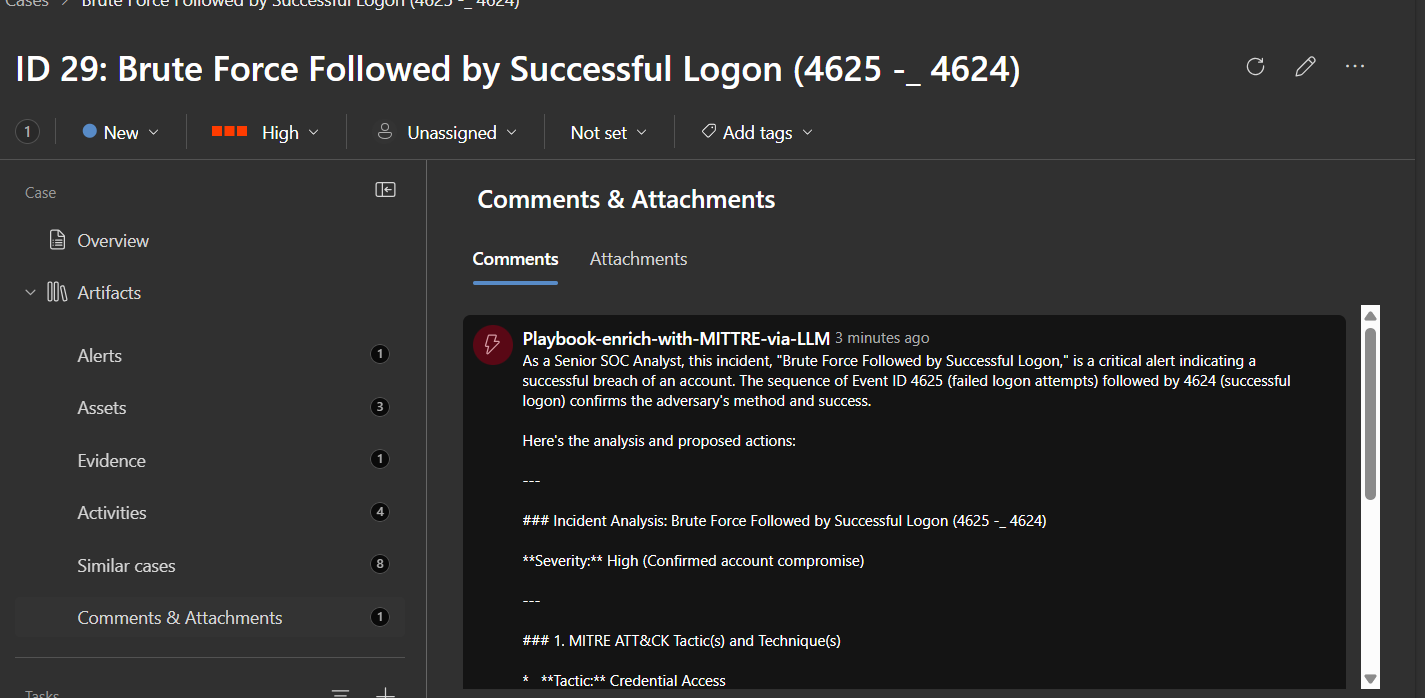 Cases > Brute Force Followed by Successful Logon (4625 -_ 4624)
ID 29: Brute Force Followed by Successful Logon (4625 -_ 4624)
1
New
High
Unassigned
Not set
Add tags
Case
Overview
Artifacts
Alerts 1
Assets 3
Evidence 1
Activities 4
Similar cases 8
Comments & Attachments 1
Tasks
Comments & Attachments
Comments Attachments
Playbook-enrich-with-MITTRE-via-LLM 3 minutes ago
As a Senior SOC Analyst, this incident, "Brute Force Followed by Successful Logon," is a critical alert indicating a
successful breach of an account. The sequence of Event ID 4625 (failed logon attempts) followed by 4624 (successful
logon) confirms the adversary's method and success.
Here's the analysis and proposed actions:
---
### Incident Analysis: Brute Force Followed by Successful Logon (4625 -_ 4624)
**Severity:** High (Confirmed account compromise)
---
### 1. MITRE ATT&CK Tactic(s) and Technique(s)
* **Tactic:** Credential Access